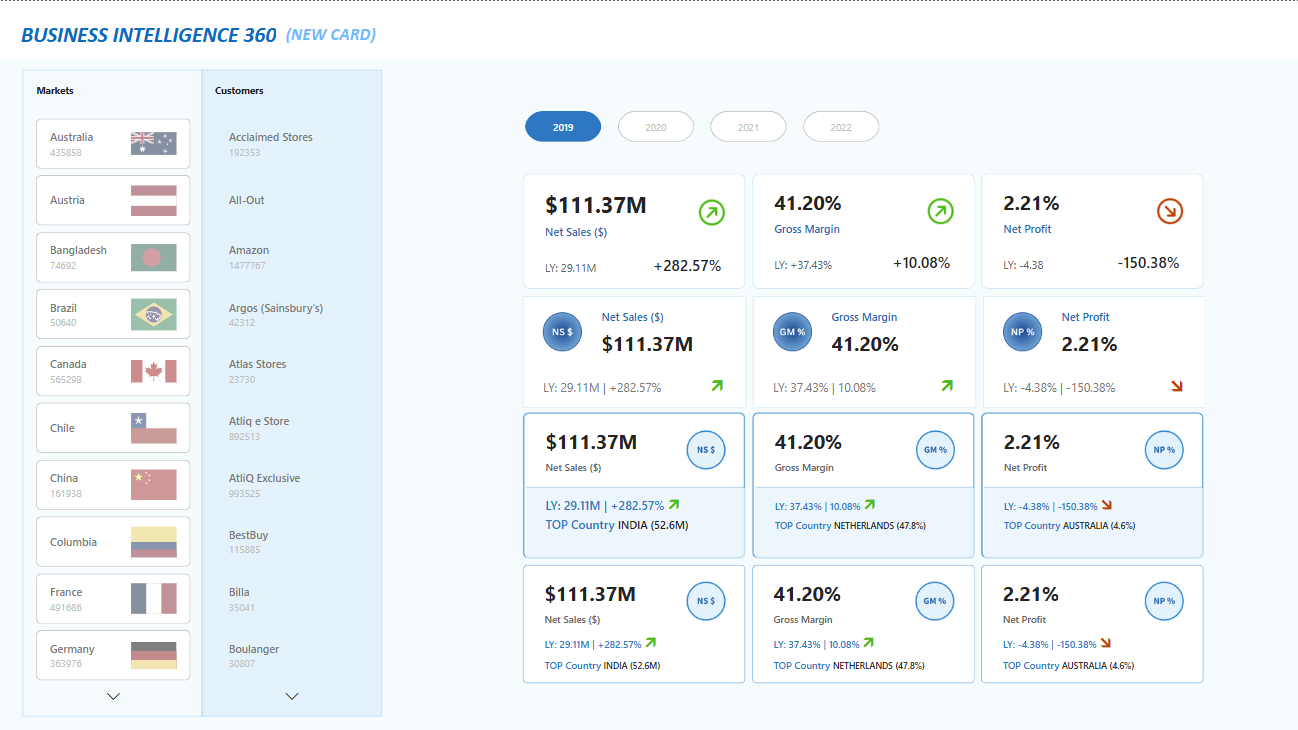 BUSINESS INTELLIGENCE 360 (NEW CARD)
Markets
Australia
435858
Austria
Bangladesh
74692
Brazil
50640
Canada
565298
Chile
China
161938
Columbia
France
491686
Germany
363976
Customers
Acclaimed Stores
192353
All-Out
Amazon
1477767
Argos (Sainsbury's)
42312
Atlas Stores
23730
Atliq e Store
892513
AtliQ Exclusive
993525
BestBuy
115885
Billa
35041
Boulanger
30807
2019 2020 2021 2022
$111.37M
Net Sales ($)
LY: 29.11M +282.57%
41.20%
Gross Margin
LY: +37.43% +10.08%
2.21%
Net Profit
LY: -4.38 -150.38%
NS $
Net Sales ($)
$111.37M
LY: 29.11M | +282.57%
GM %
Gross Margin
41.20%
LY: 37.43% | 10.08%
NP %
Net Profit
2.21%
LY: -4.38% | -150.38%
$111.37M
NS $
Net Sales ($)
LY: 29.11M | +282.57%
TOP Country INDIA (52.6M)
41.20%
GM %
Gross Margin
LY: 37.43% | 10.08%
TOP Country NETHERLANDS (47.8%)
2.21%
NP %
Net Profit
LY: -4.38% | -150.38%
TOP Country AUSTRALIA (4.6%)
$111.37M
NS $
Net Sales ($)
LY: 29.11M | +282.57%
TOP Country INDIA (52.6M)
41.20%
GM %
Gross Margin
LY: 37.43% | 10.08%
TOP Country NETHERLANDS (47.8%)
2.21%
NP %
Net Profit
LY: -4.38% | -150.38%
TOP Country AUSTRALIA (4.6%)